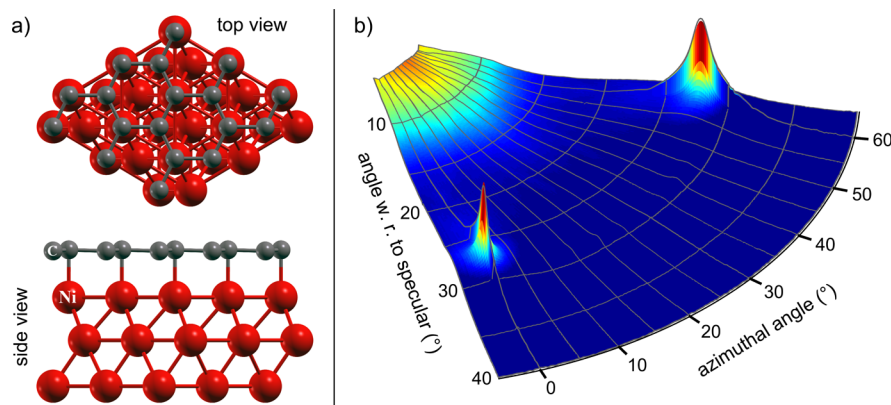 a)
top view
C
Ni
side view
b)
10
20
30
40
angle w. r. to specular (°)
0
10
20
30
40
50
60
azimuthal angle (°)